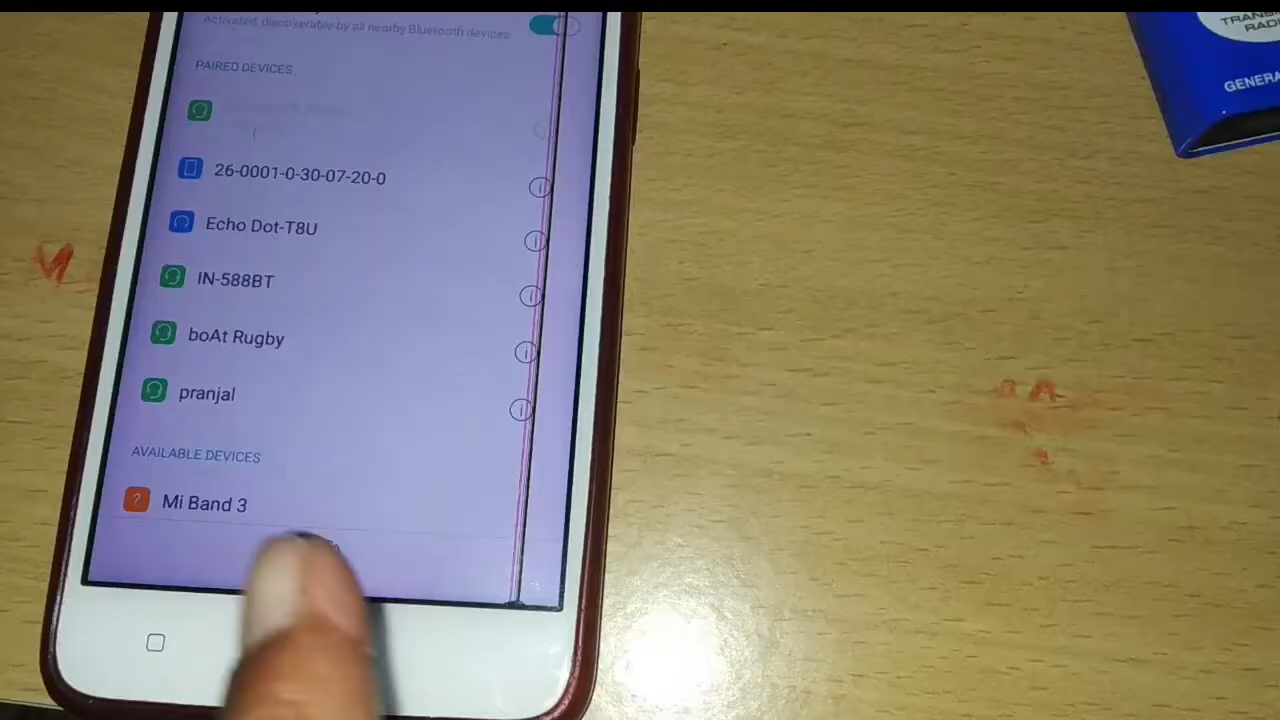 Activated, discoverable by all nearby Bluetooth devices
PAIRED DEVICES
26-0001-0-30-07-20-0
Echo Dot-T8U
IN-588BT
boAt Rugby
pranjal
AVAILABLE DEVICES
? Mi Band 3
GENERA